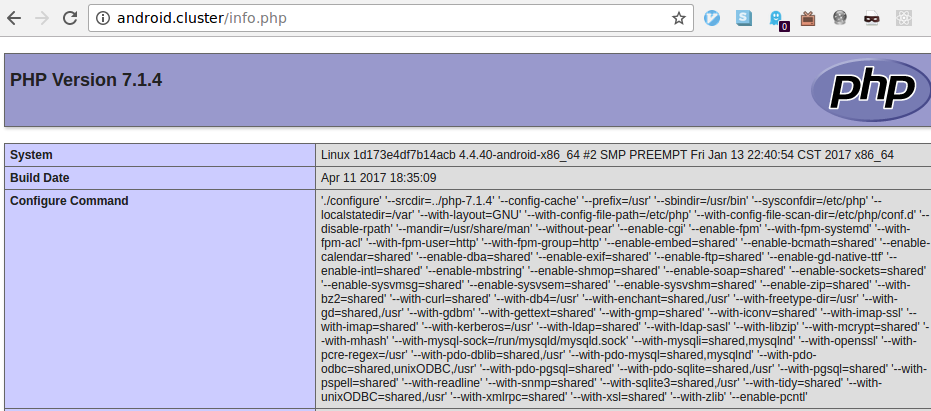 android.cluster/info.php
0
PHP Version 7.1.4
php
System
Linux 1d173e4df7b14acb 4.4.40-android-x86_64 #2 SMP PREEMPT Fri Jan 13 22:40:54 CST 2017 x86_64
Build Date
Apr 11 2017 18:35:09
Configure Command
'./configure' '--srcdir=../php-7.1.4' '--config-cache' '--prefix=/usr' '--sbindir=/usr/bin' '--sysconfdir=/etc/php' '--
localstatedir=/var' '--with-layout=GNU' '--with-config-file-path=/etc/php' '--with-config-file-scan-dir=/etc/php/conf.d' '--
disable-rpath' '--mandir=/usr/share/man' '--without-pear' '--enable-cgi' '--enable-fpm' '--with-fpm-systemd' '--with-
fpm-acl' '--with-fpm-user=http' '--with-fpm-group=http' '--enable-embed=shared' '--enable-bcmath=shared' '--enable-
calendar=shared' '--enable-dba=shared' '--enable-exif=shared' '--enable-ftp=shared' '--enable-gd-native-ttf' '--
enable-intl=shared' '--enable-mbstring' '--enable-shmop=shared' '--enable-soap=shared' '--enable-sockets=shared'
'--enable-sysvmsg=shared' '--enable-sysvsem=shared' '--enable-sysvshm=shared' '--enable-zip=shared' '--with-
bz2=shared' '--with-curl=shared' '--with-db4=/usr' '--with-enchant=shared,/usr' '--with-freetype-dir=/usr' '--with-
gd=shared,/usr' '--with-gdbm' '--with-gettext=shared' '--with-gmp=shared' '--with-iconv=shared' '--with-imap-ssl' '--
with-imap=shared' '--with-kerberos=/usr' '--with-ldap=shared' '--with-ldap-sasl' '--with-libzip' '--with-mcrypt=shared' '-
-with-mhash' '--with-mysql-sock=/run/mysqld/mysqld.sock' '--with-mysqli=shared,mysqlnd' '--with-openssl' '--with-
pcre-regex=/usr' '--with-pdo-dblib=shared,/usr' '--with-pdo-mysql=shared,mysqlnd' '--with-pdo-
odbc=shared,unixODBC,/usr' '--with-pdo-pgsql=shared' '--with-pdo-sqlite=shared,/usr' '--with-pgsql=shared' '--with-
pspell=shared' '--with-readline' '--with-snmp=shared' '--with-sqlite3=shared,/usr' '--with-tidy=shared' '--with-
unixODBC=shared,/usr' '--with-xmlrpc=shared' '--with-xsl=shared' '--with-zlib' '--enable-pcntl'